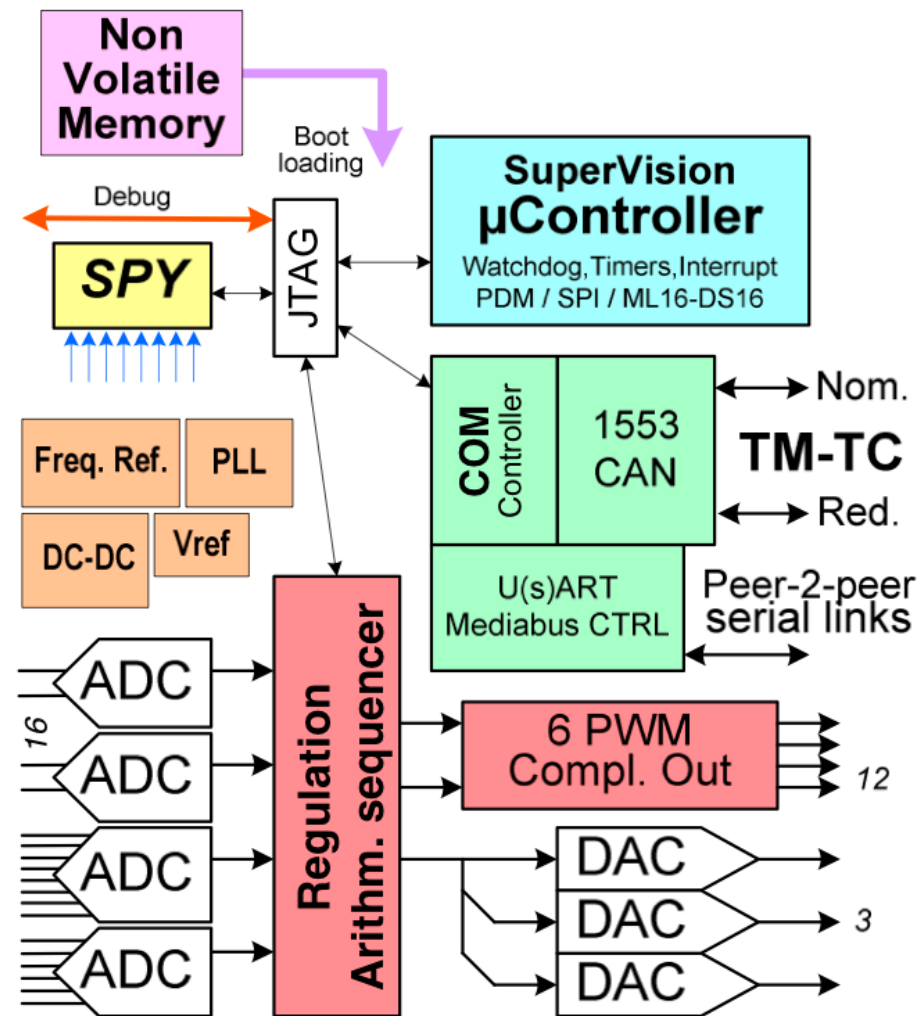 Non
Volatile
Memory
Boot
loading
Debug
SPY
JTAG
SuperVision
µController
Watchdog,Timers,Interrupt
PDM / SPI / ML16-DS16
COM
Controller
1553
CAN
Nom.
TM-TC
Red.
U(s)ART
Mediabus CTRL
Peer-2-peer
serial links
Freq. Ref.
PLL
DC-DC
Vref
ADC
16
ADC
ADC
ADC
Regulation
Arithm. sequencer
6 PWM
Compl. Out
12
DAC
DAC
3
DAC